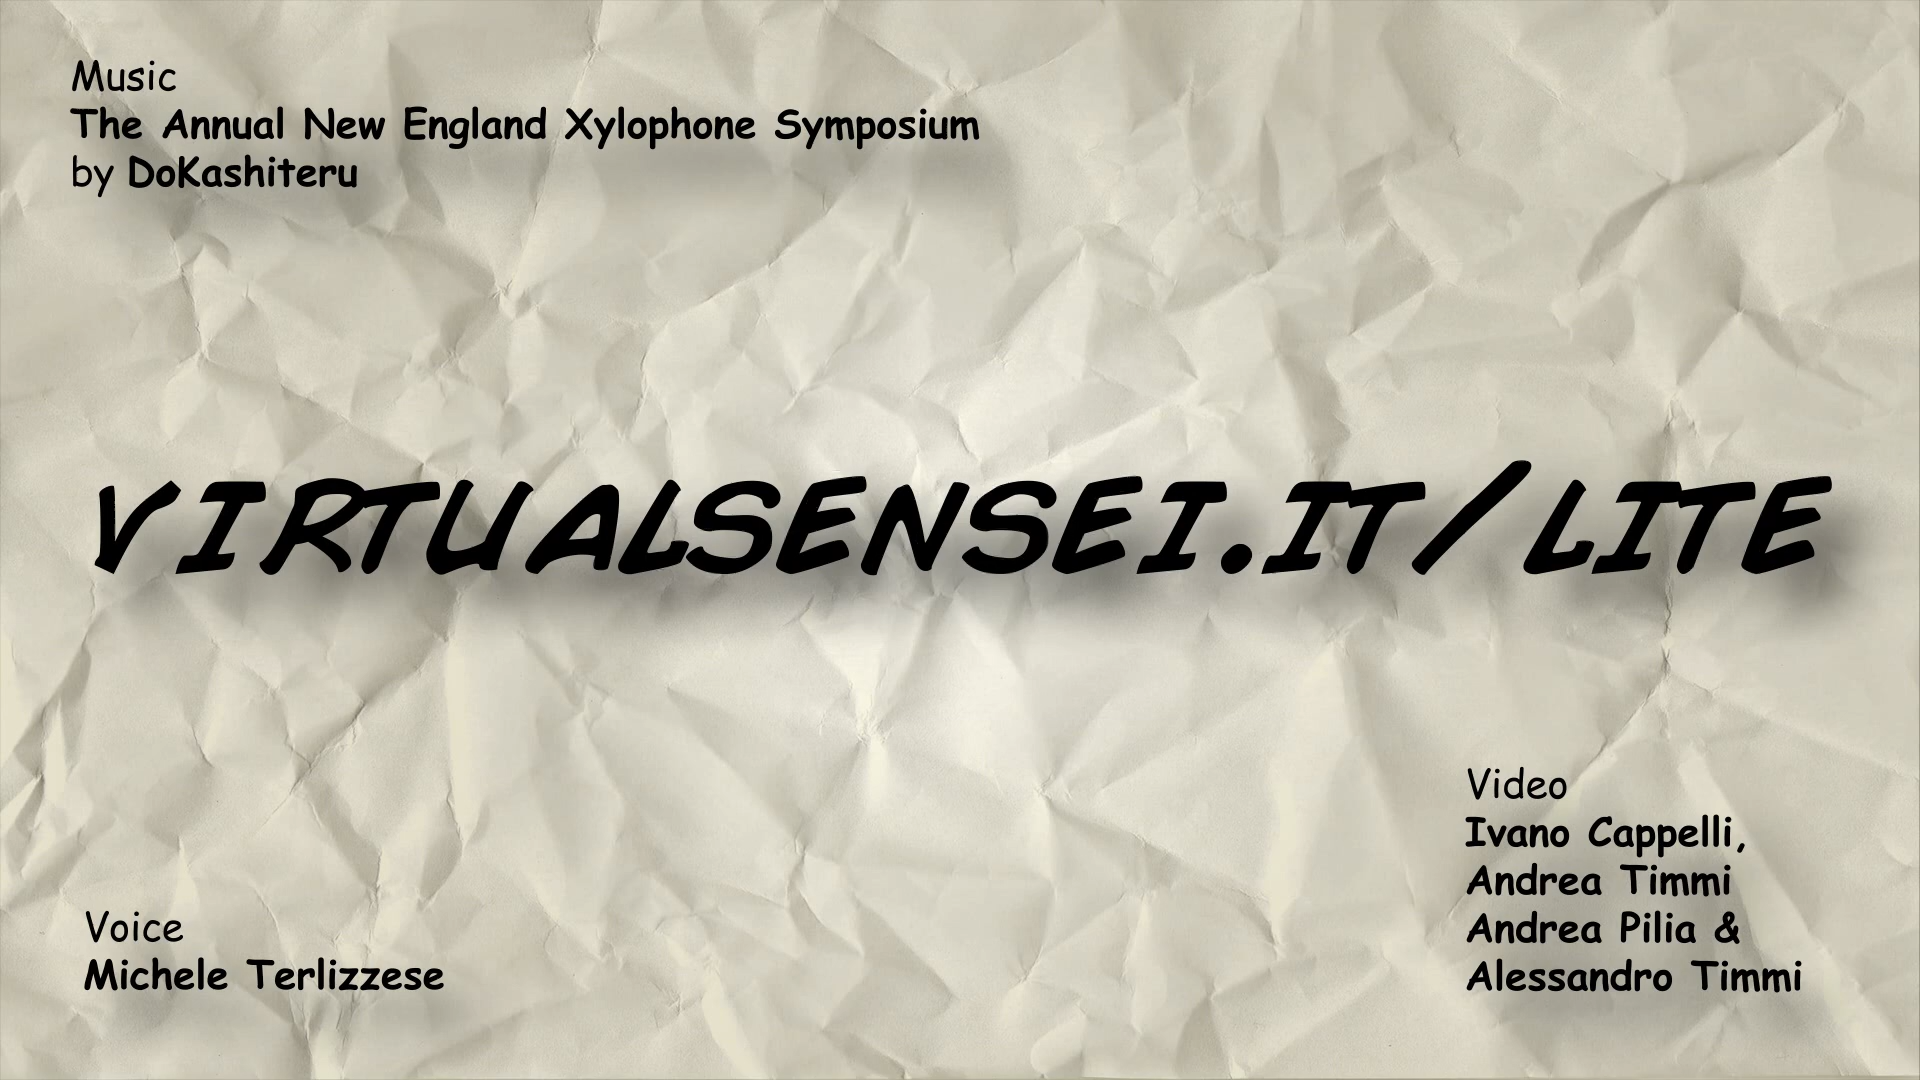 Music
The Annual New England Xylophone Symposium
by DoKashiteru
VIRTUALSENSEI.IT/LITE
Voice
Michele Terlizzese
Video
Ivano Cappelli,
Andrea Timmi
Andrea Pilia &
Alessandro Timmi